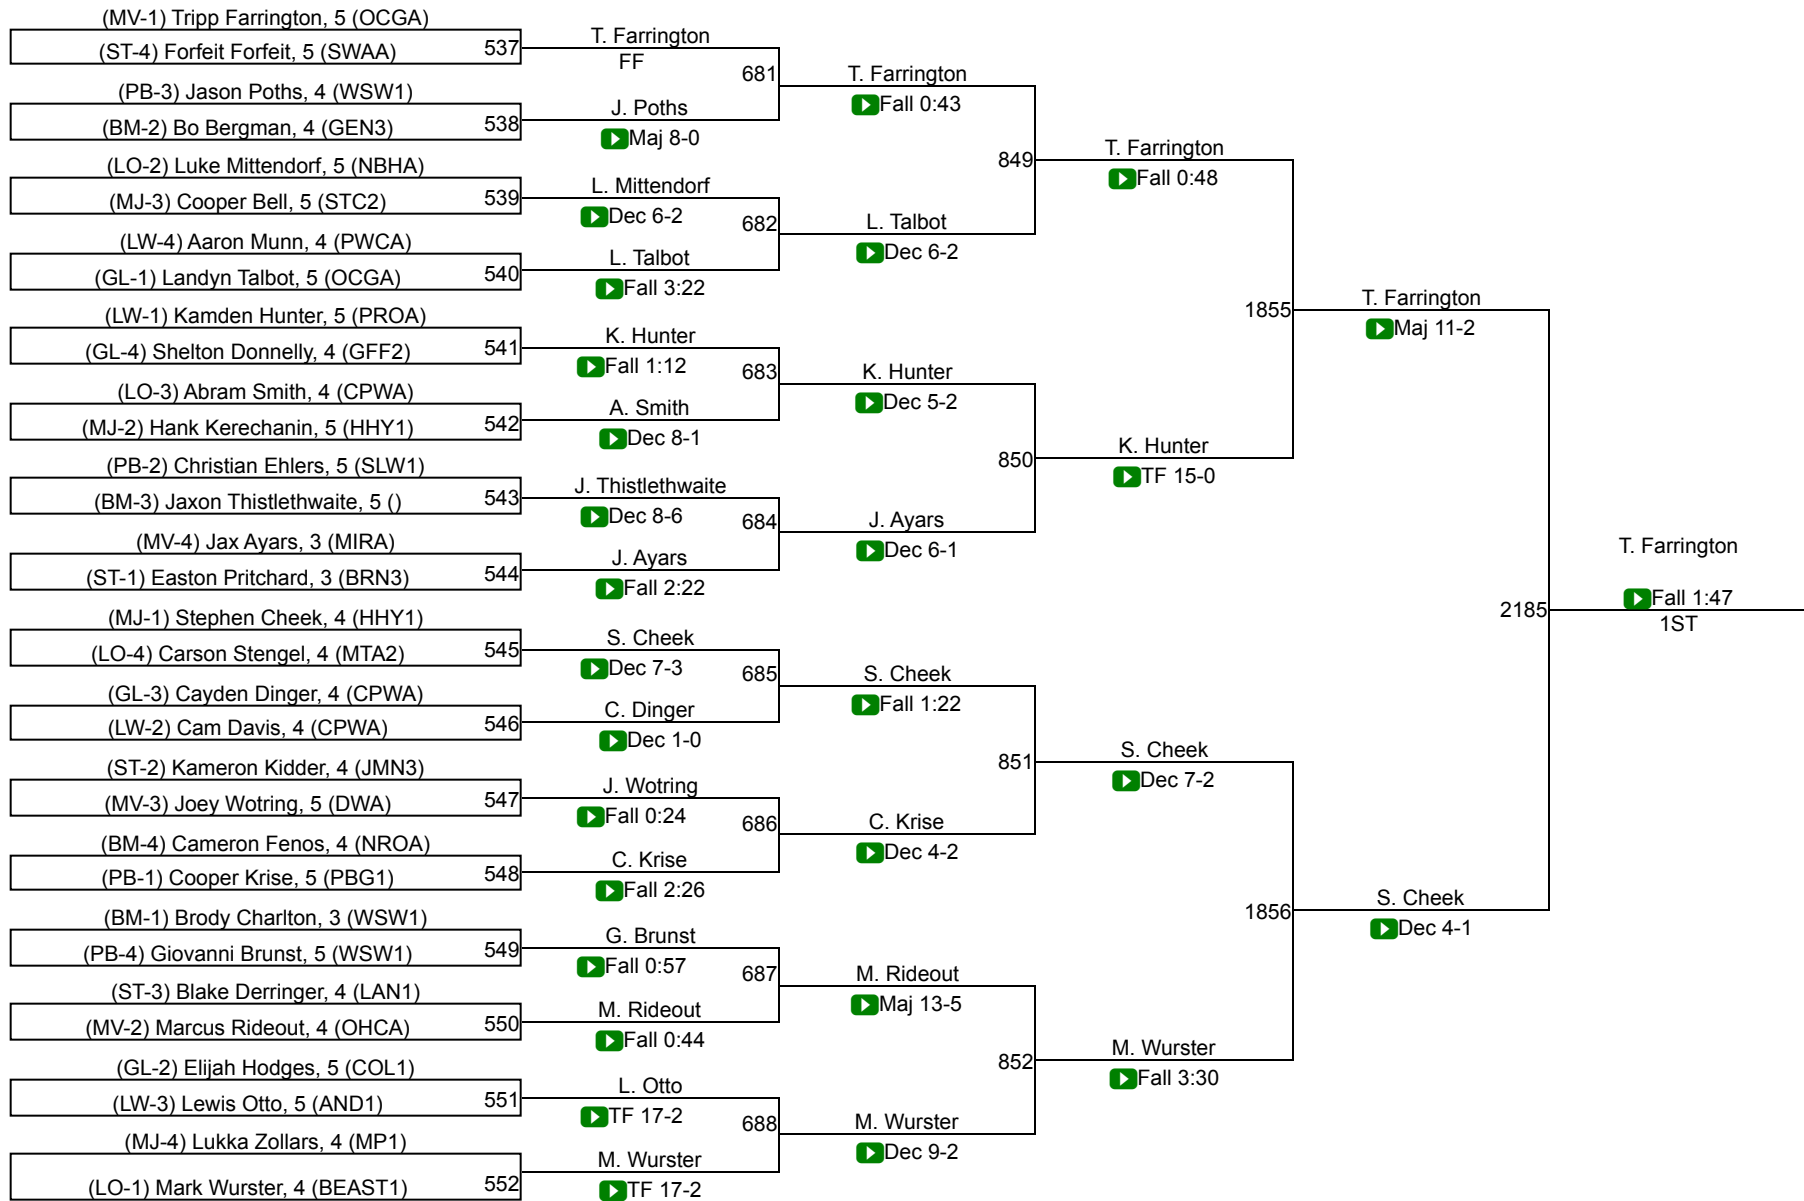 (MV-1) Tripp Farrington, 5 (OCGA)
(ST-4) Forfeit Forfeit, 5 (SWAA)
537
(PB-3) Jason Poths, 4 (WSW1)
(BM-2) Bo Bergman, 4 (GEN3)
538
(LO-2) Luke Mittendorf, 5 (NBHA)
(MJ-3) Cooper Bell, 5 (STC2)
539
(LW-4) Aaron Munn, 4 (PWCA)
(GL-1) Landyn Talbot, 5 (OCGA)
540
(LW-1) Kamden Hunter, 5 (PROA)
(GL-4) Shelton Donnelly, 4 (GFF2)
541
(LO-3) Abram Smith, 4 (CPWA)
(MJ-2) Hank Kerechanin, 5 (HHY1)
542
(PB-2) Christian Ehlers, 5 (SLW1)
(BM-3) Jaxon Thistlethwaite, 5 ()
543
(MV-4) Jax Ayars, 3 (MIRA)
(ST-1) Easton Pritchard, 3 (BRN3)
544
(MJ-1) Stephen Cheek, 4 (HHY1)
(LO-4) Carson Stengel, 4 (MTA2)
545
(GL-3) Cayden Dinger, 4 (CPWA)
(LW-2) Cam Davis, 4 (CPWA)
546
(ST-2) Kameron Kidder, 4 (JMN3)
(MV-3) Joey Wotring, 5 (DWA)
547
(BM-4) Cameron Fenos, 4 (NROA)
(PB-1) Cooper Krise, 5 (PBG1)
548
(BM-1) Brody Charlton, 3 (WSW1)
(PB-4) Giovanni Brunst, 5 (WSW1)
549
(ST-3) Blake Derringer, 4 (LAN1)
(MV-2) Marcus Rideout, 4 (OHCA)
550
(GL-2) Elijah Hodges, 5 (COL1)
(LW-3) Lewis Otto, 5 (AND1)
551
(MJ-4) Lukka Zollars, 4 (MP1)
(LO-1) Mark Wurster, 4 (BEAST1)
552
T. Farrington
FF
681
J. Poths
Maj 8-0
L. Mittendorf
Dec 6-2
682
L. Talbot
Fall 3:22
K. Hunter
Fall 1:12
683
A. Smith
Dec 8-1
J. Thistlethwaite
Dec 8-6
684
J. Ayars
Fall 2:22
S. Cheek
Dec 7-3
685
C. Dinger
Dec 1-0
J. Wotring
Fall 0:24
686
C. Krise
Fall 2:26
G. Brunst
Fall 0:57
687
M. Rideout
Fall 0:44
L. Otto
TF 17-2
688
M. Wurster
TF 17-2
T. Farrington
Fall 0:43
849
L. Talbot
Dec 6-2
K. Hunter
Dec 5-2
850
J. Ayars
Dec 6-1
S. Cheek
Fall 1:22
851
C. Krise
Dec 4-2
M. Rideout
Maj 13-5
852
M. Wurster
Dec 9-2
T. Farrington
Fall 0:48
1855
K. Hunter
TF 15-0
S. Cheek
Dec 7-2
1856
M. Wurster
Fall 3:30
T. Farrington
Maj 11-2
2185
S. Cheek
Dec 4-1
T. Farrington
Fall 1:47
1ST